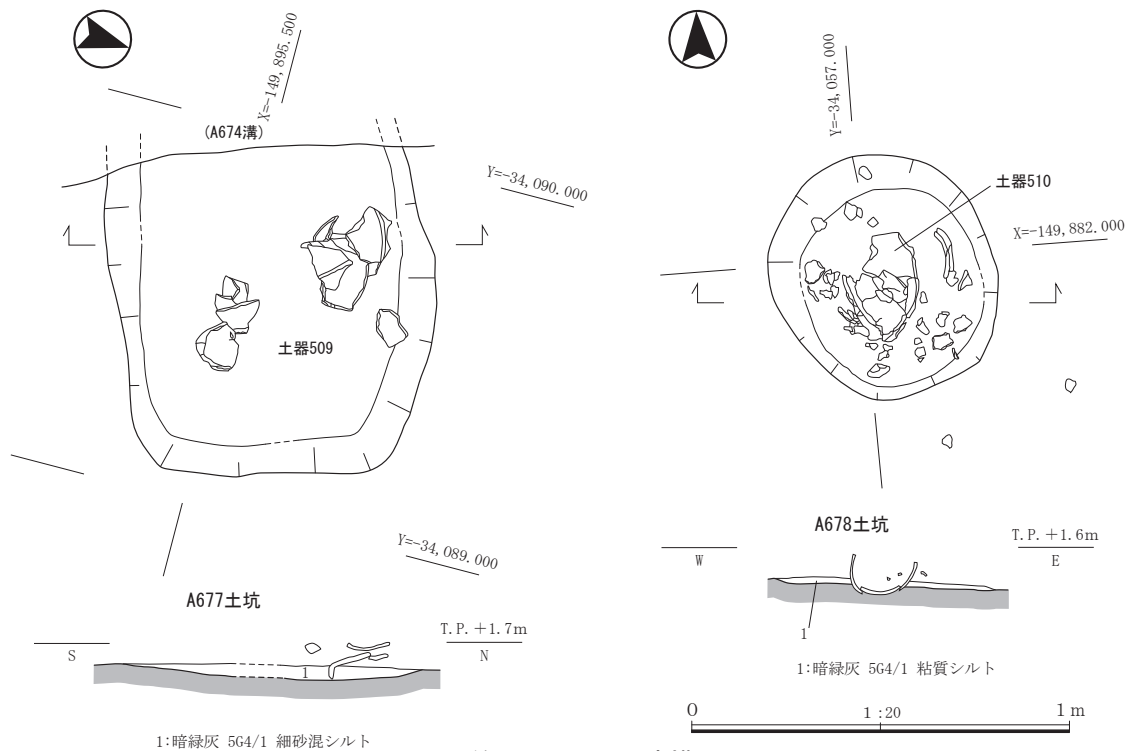 X=-149,895.500
(A674溝)
Y=-34,090.000
土器509
Y=-34,089.000
A677土坑
T.P.+1.7m
S
N
1
1:暗緑灰 5G4/1 細砂混シルト
Y=-34,057.000
土器510
X=-149,882.000
A678土坑
T.P.+1.6m
W
E
1
1:暗緑灰 5G4/1 粘質シルト
0
1:20
1m